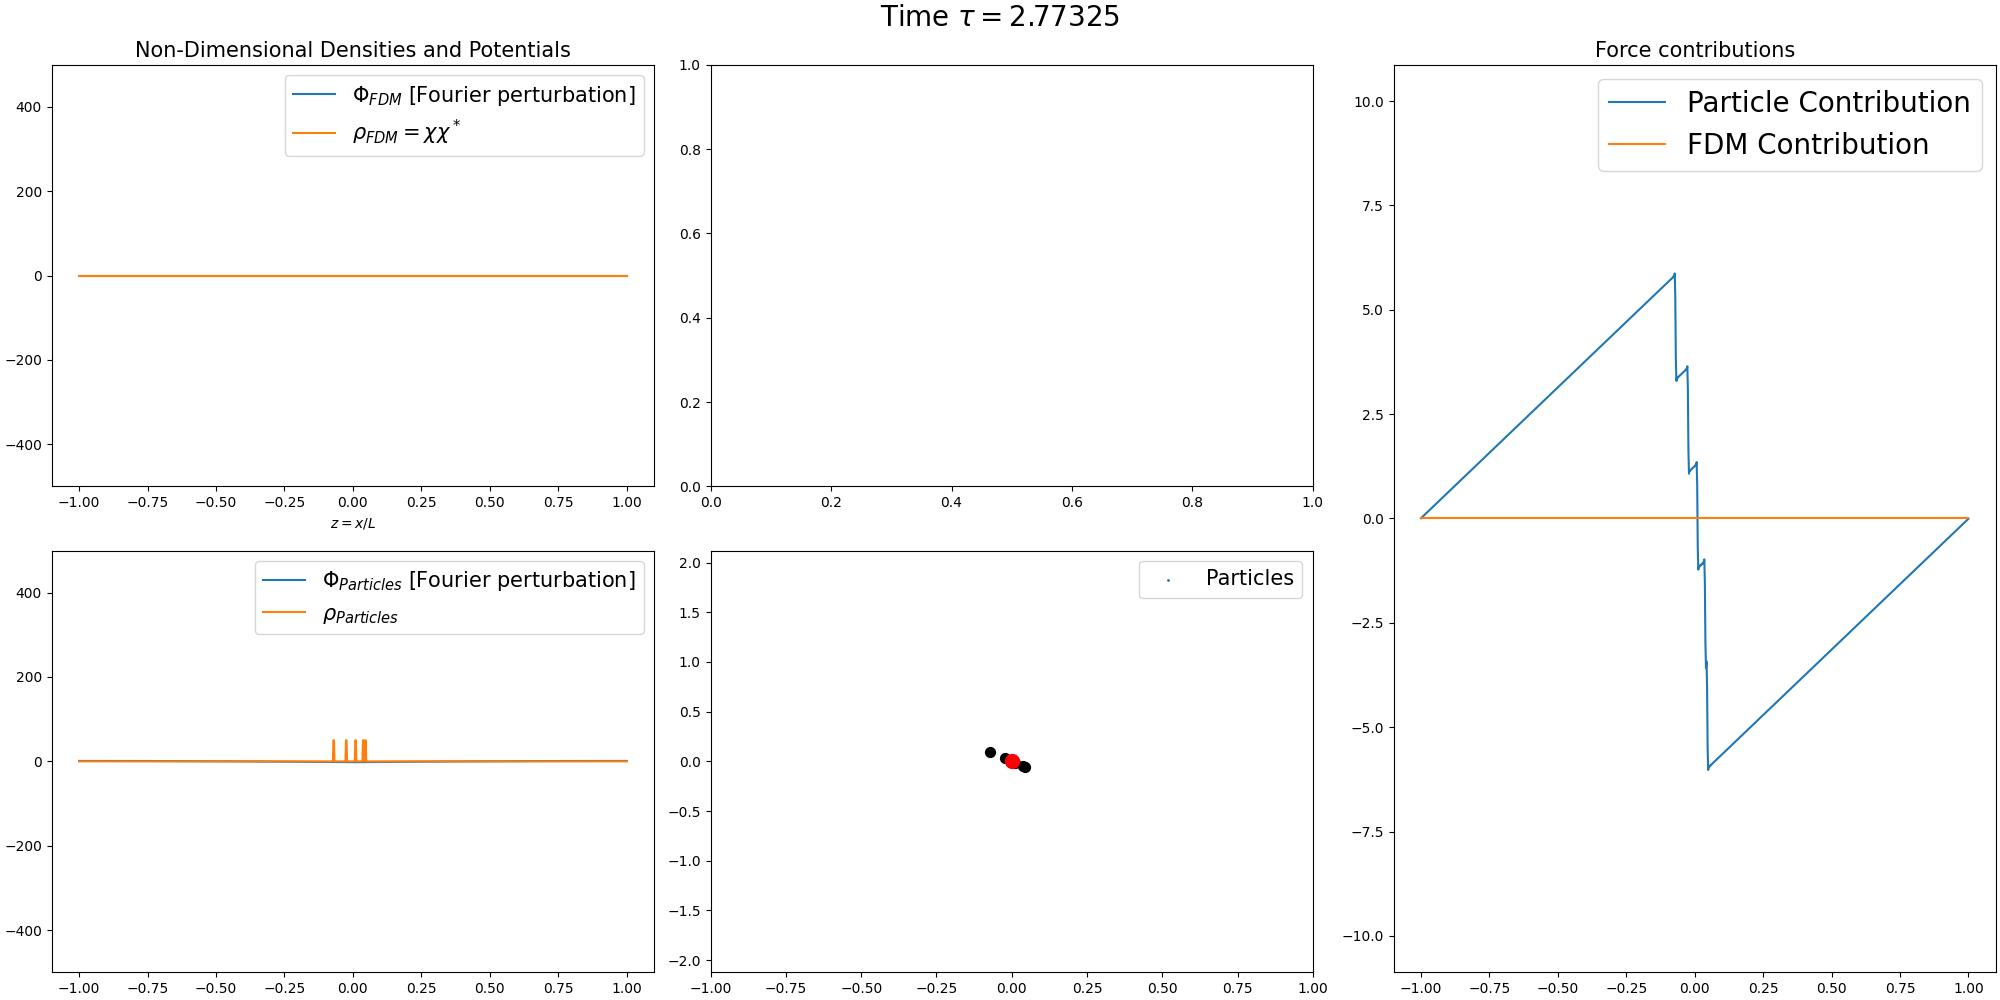 Time τ = 2.77325
Non-Dimensional Densities and Potentials
Φ_FDM [Fourier perturbation]
ρ_FDM = χχ*
400
200
0
−200
−400
−1.00 −0.75 −0.50 −0.25 0.00 0.25 0.50 0.75 1.00
z = x/L
1.0
0.8
0.6
0.4
0.2
0.0
0.0 0.2 0.4 0.6 0.8 1.0
Force contributions
Particle Contribution
FDM Contribution
10.0
7.5
5.0
2.5
0.0
−2.5
−5.0
−7.5
−10.0
−1.00 −0.75 −0.50 −0.25 0.00 0.25 0.50 0.75 1.00
Φ_Particles [Fourier perturbation]
ρ_Particles
400
200
0
−200
−400
−1.00 −0.75 −0.50 −0.25 0.00 0.25 0.50 0.75 1.00
Particles
2.0
1.5
1.0
0.5
0.0
−0.5
−1.0
−1.5
−2.0
−1.00 −0.75 −0.50 −0.25 0.00 0.25 0.50 0.75 1.00